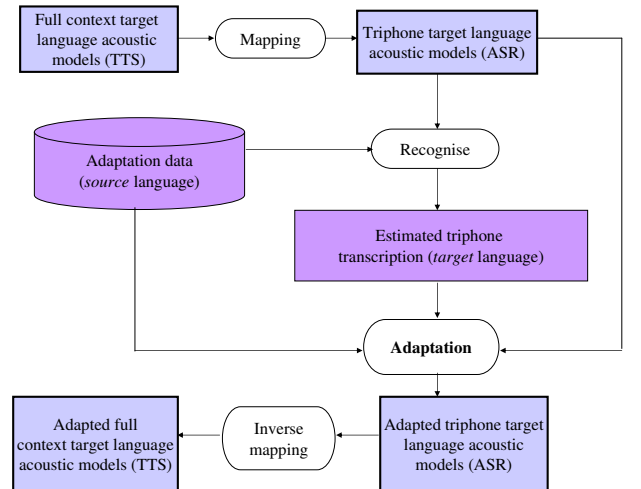 Full context target
language acoustic
models (TTS)
Mapping
Triphone target language
acoustic models (ASR)
Adaptation data
(source language)
Recognise
Estimated triphone
transcription (target language)
Adaptation
Adapted full
context target language
acoustic models (TTS)
Inverse
mapping
Adapted triphone target
language acoustic
models (ASR)